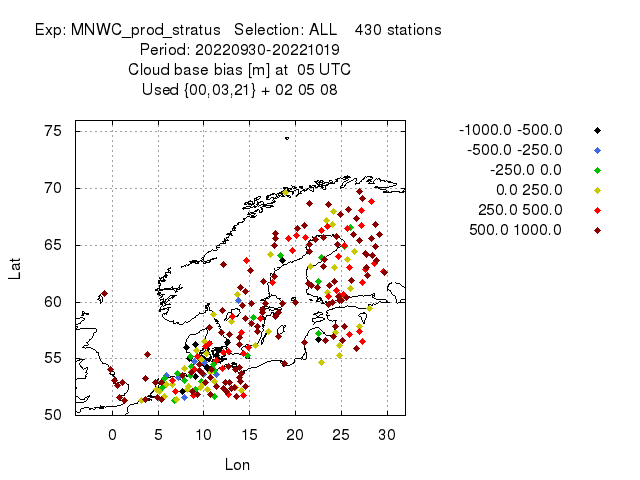 Exp: MNWC_prod_stratus   Selection: ALL    430 stations
Period: 20220930-20221019
Cloud base bias [m] at  05 UTC
Used {00,03,21} + 02 05 08
-1000.0 -500.0
-500.0 -250.0
-250.0 0.0
0.0 250.0
250.0 500.0
500.0 1000.0
75
70
65
60
55
50
Lat
0 5 10 15 20 25 30
Lon